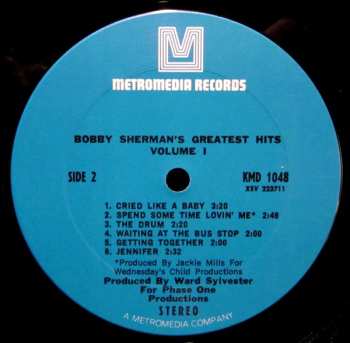 METROMEDIA RECORDS
BOBBY SHERMAN'S GREATEST HITS
VOLUME I
SIDE 2
KMD 1048
XSV 223711
1. CRIED LIKE A BABY 3:20
2. SPEND SOME TIME LOVIN' ME* 2:48
3. THE DRUM 2:20
4. WAITING AT THE BUS STOP 2:00
5. GETTING TOGETHER 2:00
6. JENNIFER 2:32
*Produced By Jackie Mills For
Wednesday's Child Productions
Produced By Ward Sylvester
For Phase One
Productions
STEREO
A METROMEDIA COMPANY